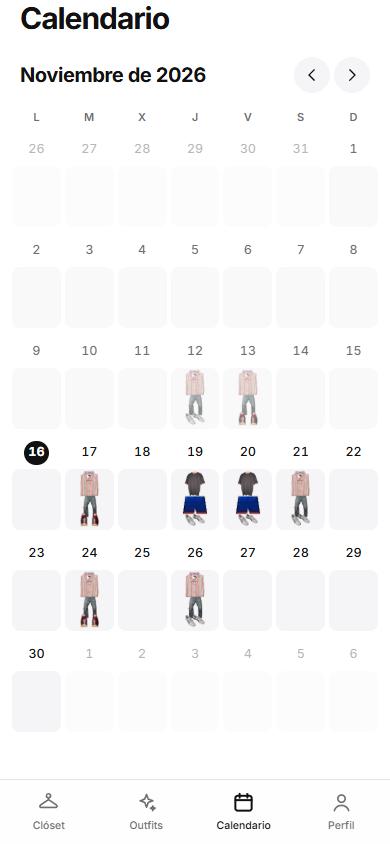 Calendario
Noviembre de 2026
L M X J V S D
26 27 28 29 30 31 1
2 3 4 5 6 7 8
9 10 11 12 13 14 15
16 17 18 19 20 21 22
23 24 25 26 27 28 29
30 1 2 3 4 5 6
Clóset Outfits Calendario Perfil